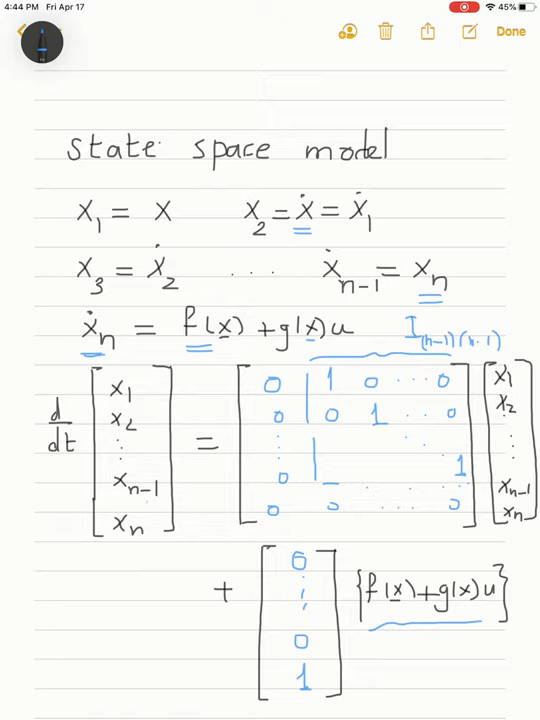 4:44 PM Fri Apr 17 45%
Done
state space model
x₁ = x x₂ = ẋ = ẋ₁
x₃ = ẋ₂ ... ẋₙ₋₁ = xₙ
ẋₙ = f(x) + g(x)u I(n-1)(n-1)
d/dt [x₁ x₂ ⋮ xₙ₋₁ xₙ] =
0 1 0 ... 0
0 0 1 .. 0
⋮ ⋱
0 1
0 0 ... 0
[x₁ x₂ ⋮ xₙ₋₁ xₙ]
+ [0 ⋮ 0 1] {f(x)+g(x)u}